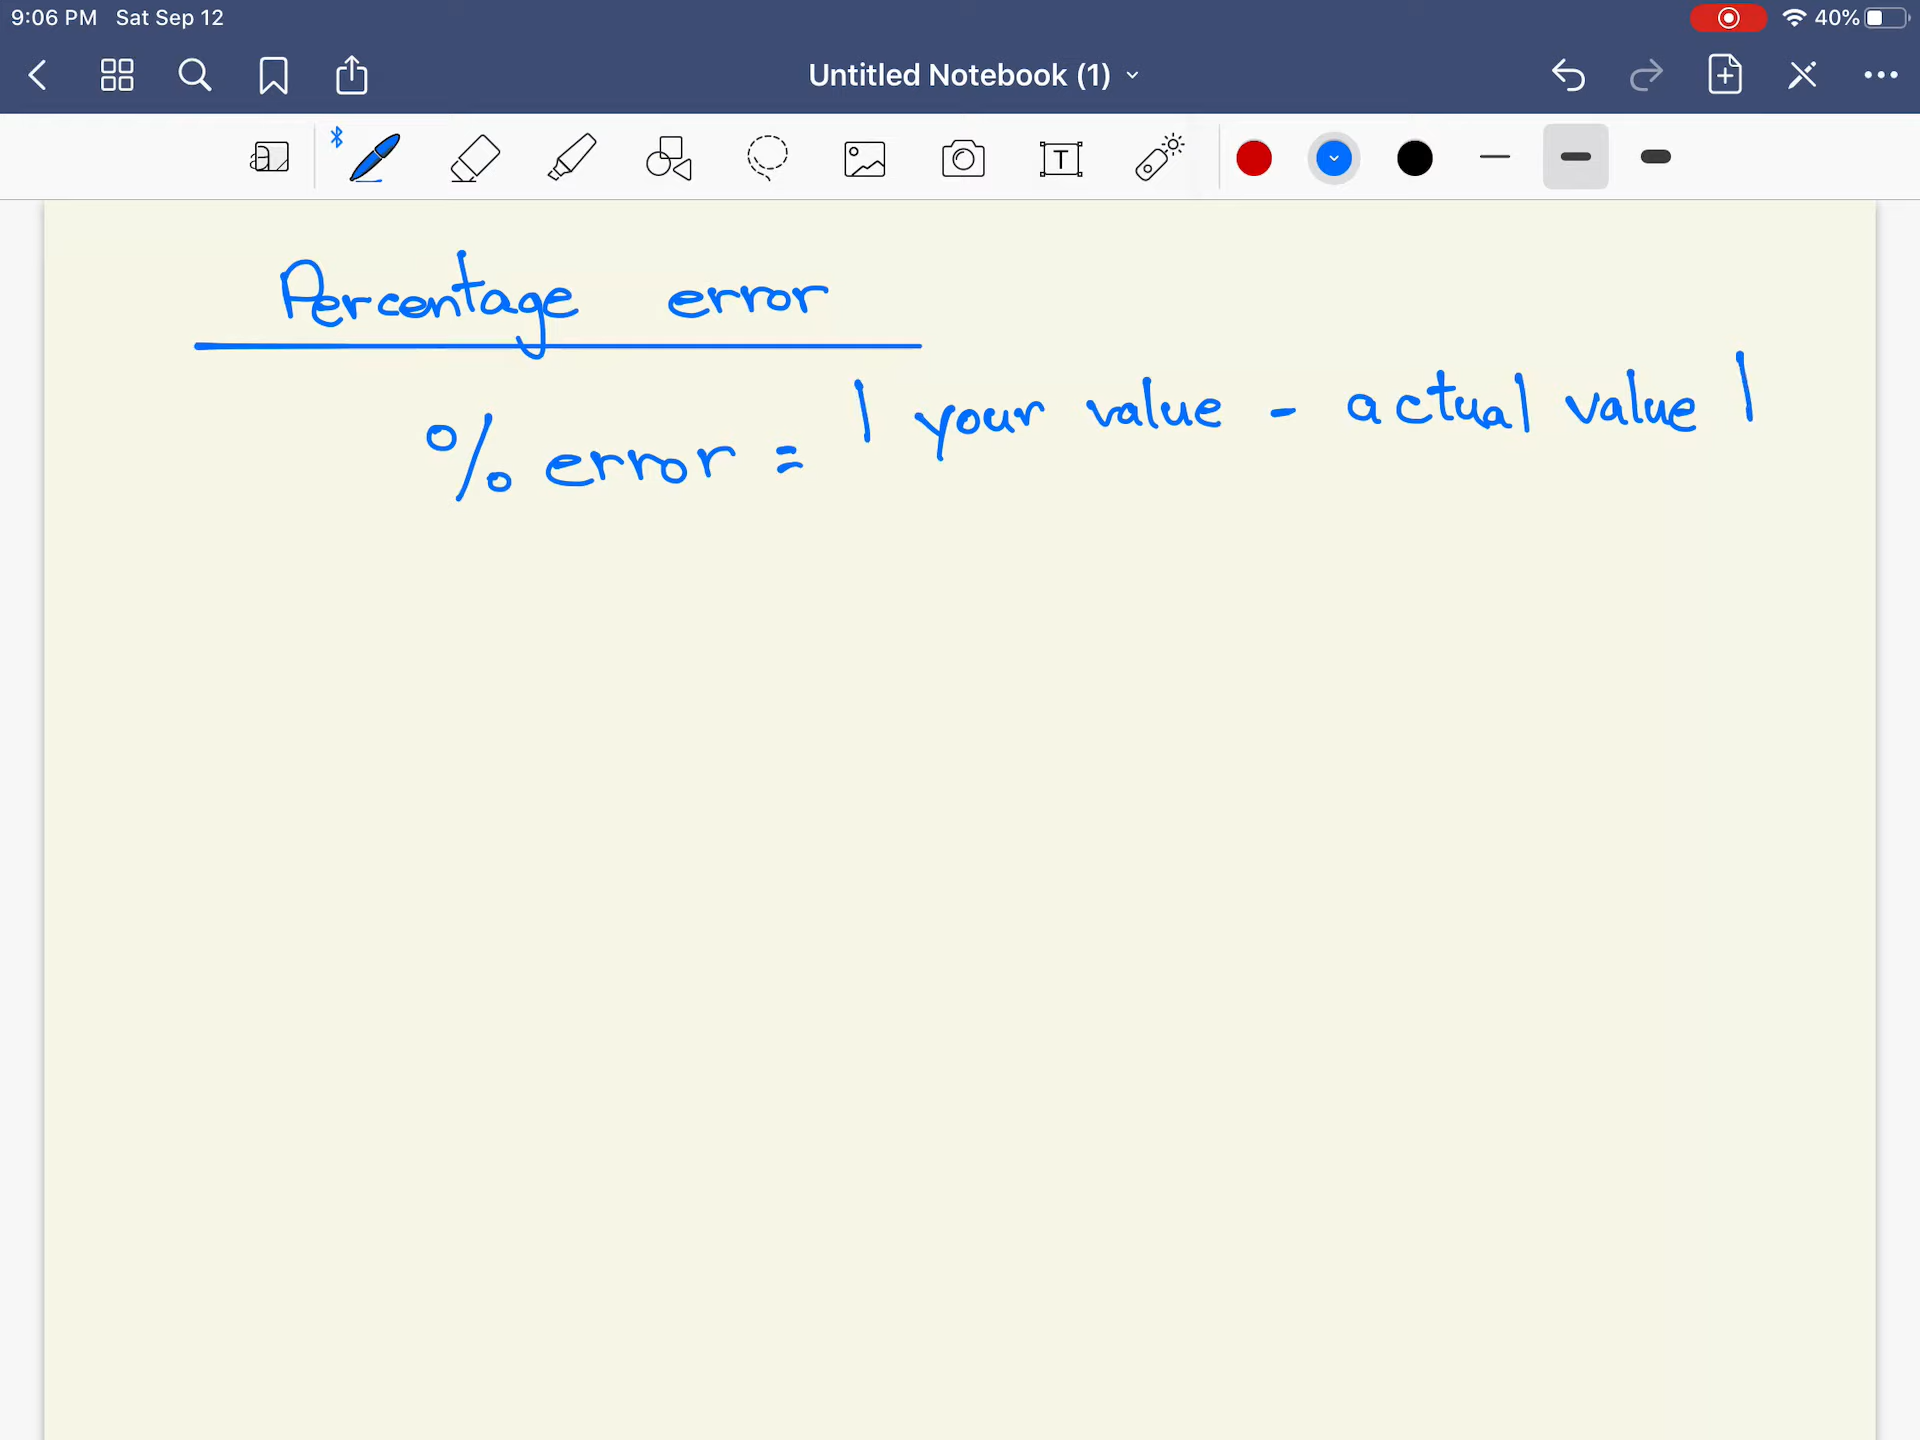 9:06 PM Sat Sep 12 40%
Untitled Notebook (1)
Percentage error
% error = | your value - actual value |